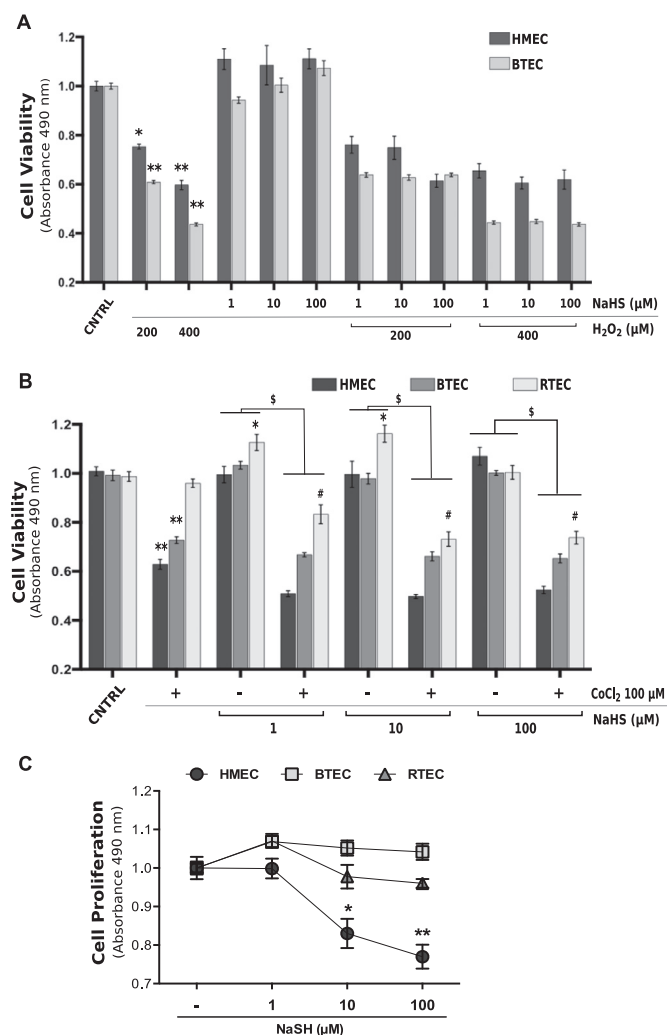 A
HMEC
BTEC
Cell Viability
(Absorbance 490 nm)
1.2
1.0
0.8
0.6
0.4
0.2
*
**
**
**
CNTRL
1 10 100 1 10 100 1 10 100 NaHS (µM)
200 400 200 400 H₂O₂ (µM)
B
HMEC BTEC RTEC
Cell Viability
(Absorbance 490 nm)
1.2
1.0
0.8
0.6
0.4
0.2
$ $ $
* *
** **
# # #
CNTRL
+ - + - + - + CoCl₂ 100 µM
1 10 100 NaHS (µM)
C
HMEC BTEC RTEC
Cell Proliferation
(Absorbance 490 nm)
1.2
1.1
1.0
0.9
0.8
0.7
*
**
- 1 10 100
NaSH (µM)